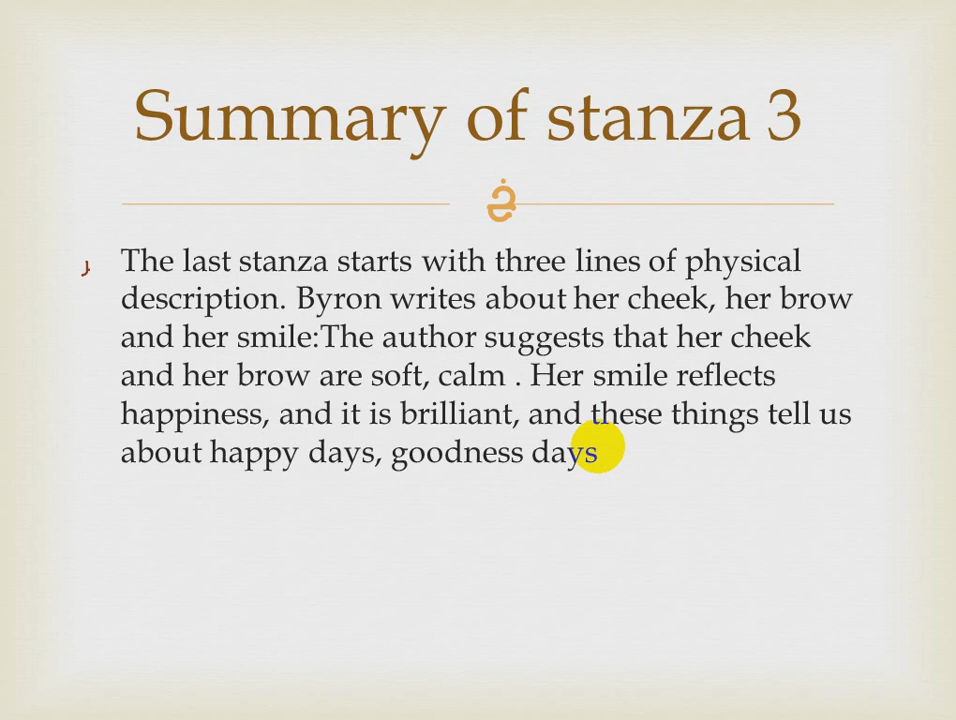 Summary of stanza 3
The last stanza starts with three lines of physical
description. Byron writes about her cheek, her brow
and her smile:The author suggests that her cheek
and her brow are soft, calm . Her smile reflects
happiness, and it is brilliant, and these things tell us
about happy days, goodness days